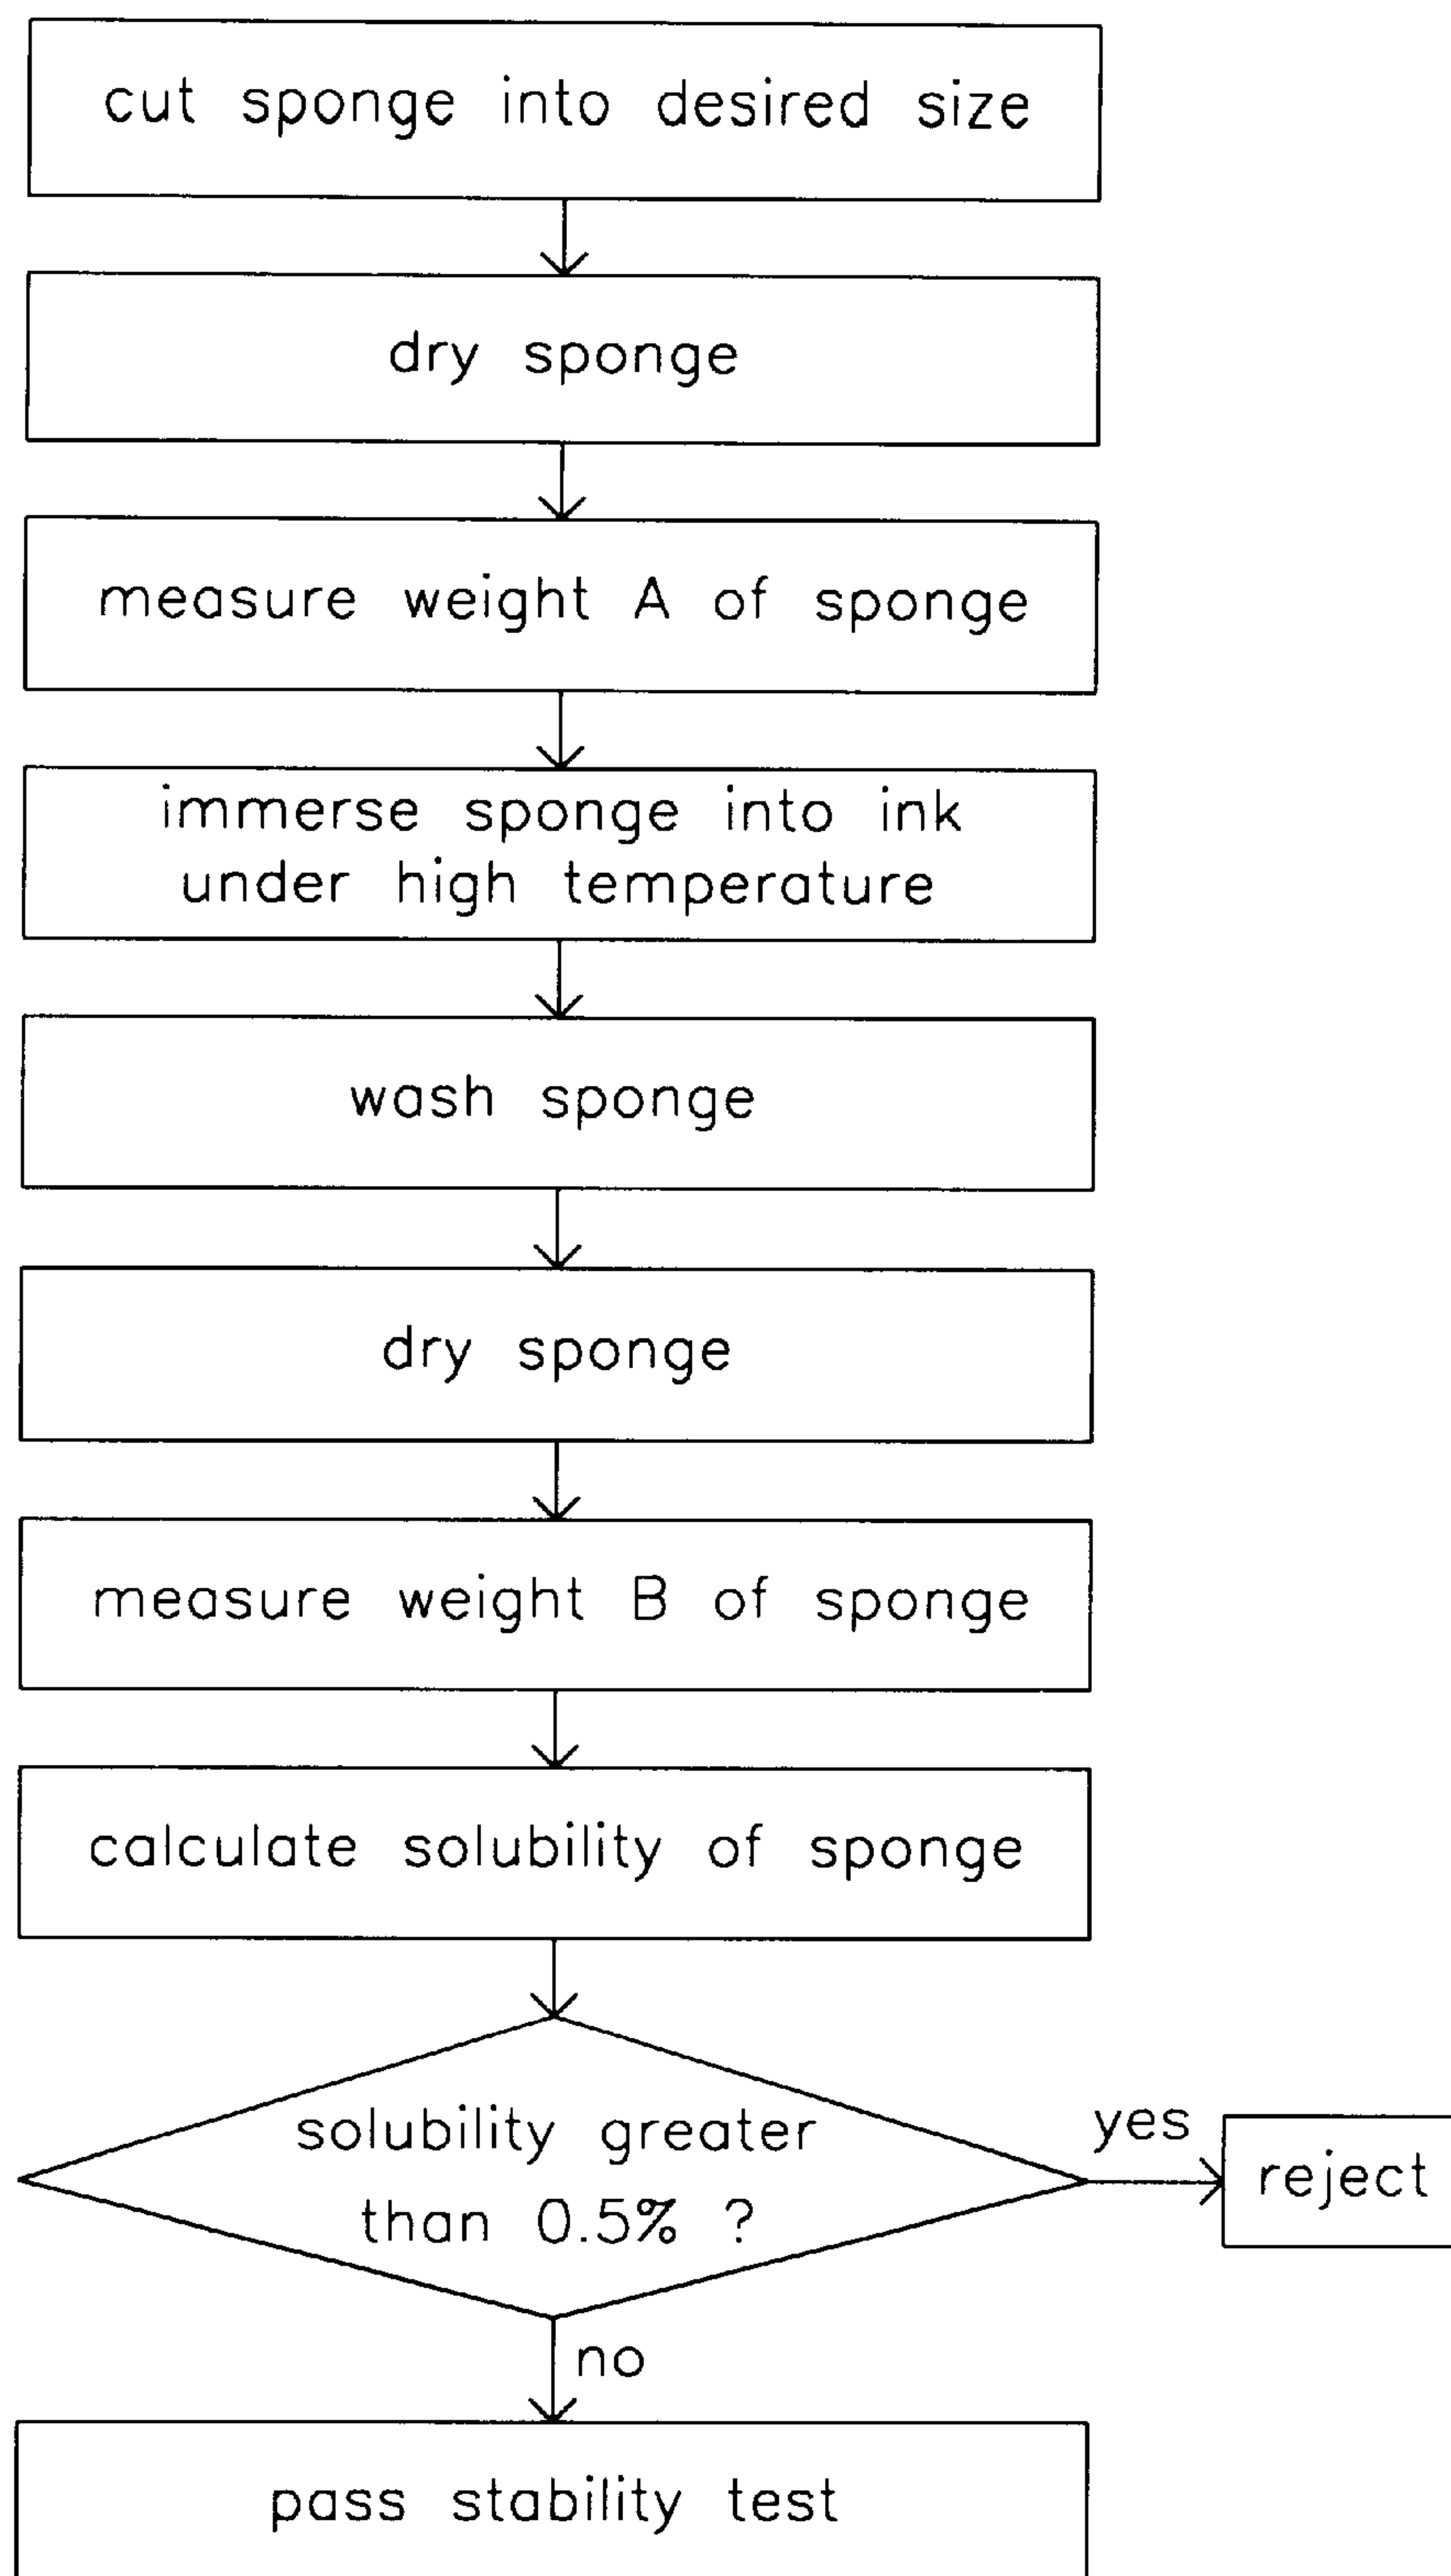 cut sponge into desired size
dry sponge
measure weight A of sponge
immerse sponge into ink
under high temperature
wash sponge
dry sponge
measure weight B of sponge
calculate solubility of sponge
solubility greater
than 0.5% ?
yes
reject
no
pass stability test